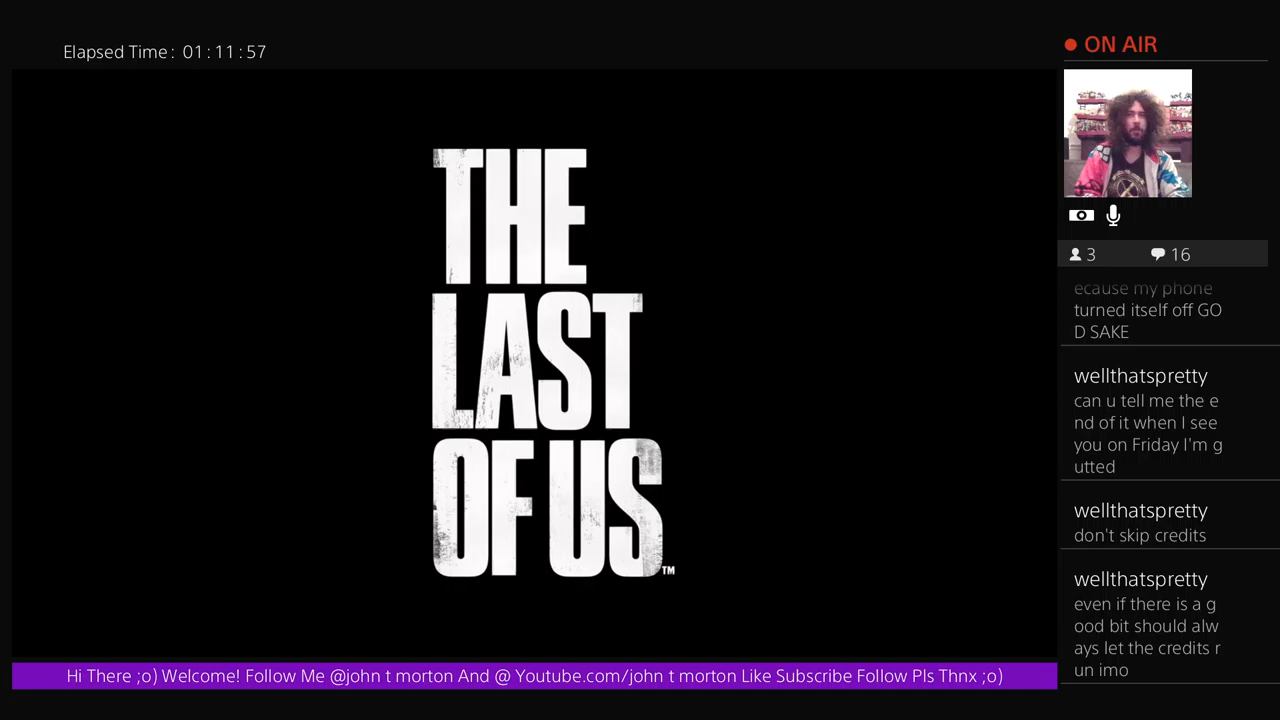 Elapsed Time: 01:11:57
ON AIR
THE
LAST
OF US
TM
3
16
ecause my phone
turned itself off GO
D SAKE
wellthatspretty
can u tell me the e
nd of it when I see
you on Friday I'm g
utted
wellthatspretty
don't skip credits
wellthatspretty
even if there is a g
ood bit should alw
ays let the credits r
un imo
Hi There ;o) Welcome! Follow Me @john t morton And @ Youtube.com/john t morton Like Subscribe Follow Pls Thnx ;o)